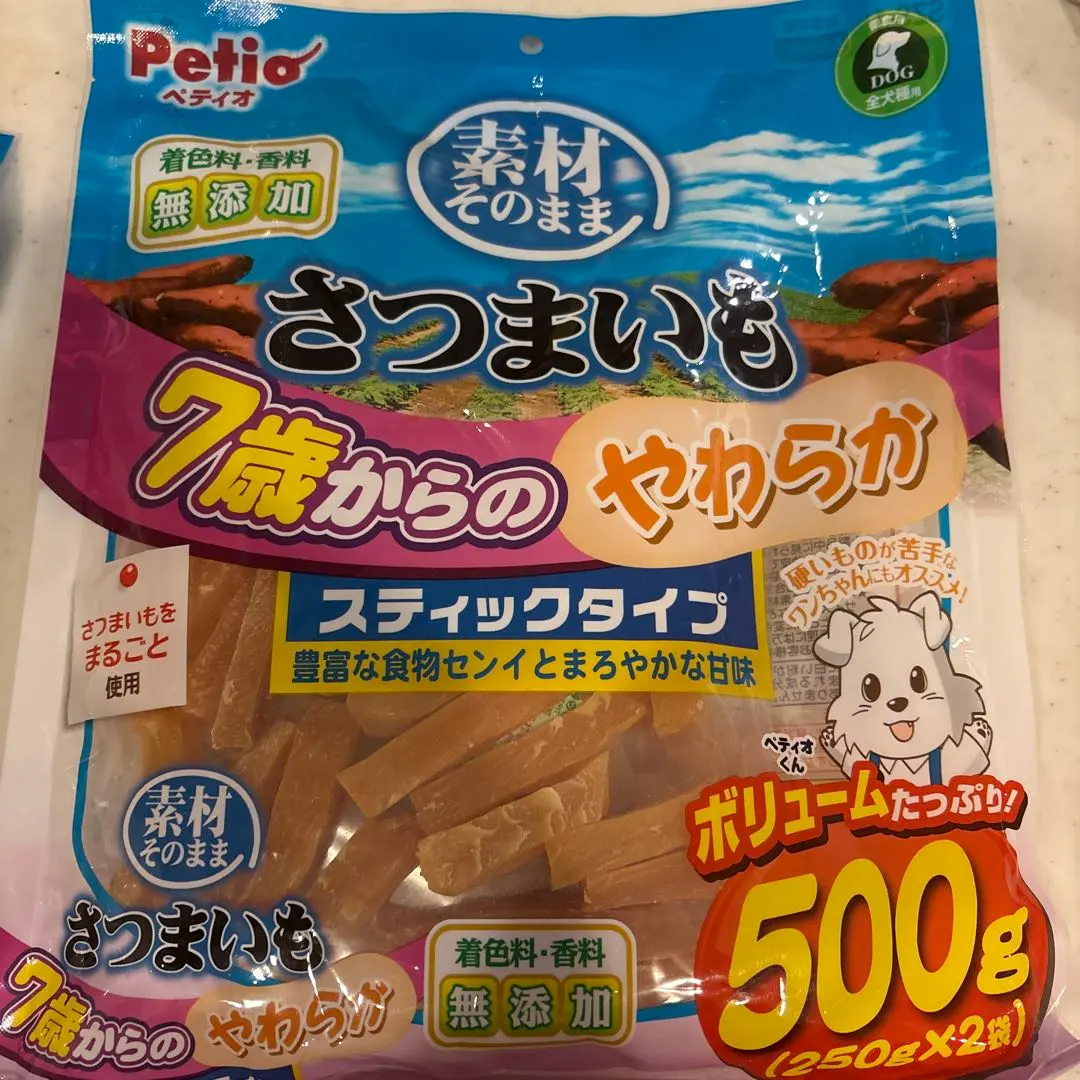 Petio
ペティオ
DOG
全犬種用
着色料・香料
無添加
素材
そのまま
さつまいも
7歳からの
やわらか
硬いものが苦手な
ワンちゃんにもオススメ!
スティックタイプ
豊富な食物センイとまろやかな甘味
さつまいもを
まるごと
使用
ペティオ
くん
素材
そのまま
さつまいも
7歳からの
やわらか
着色料・香料
無添加
ボリュームたっぷり!
500g
(250g×2袋)